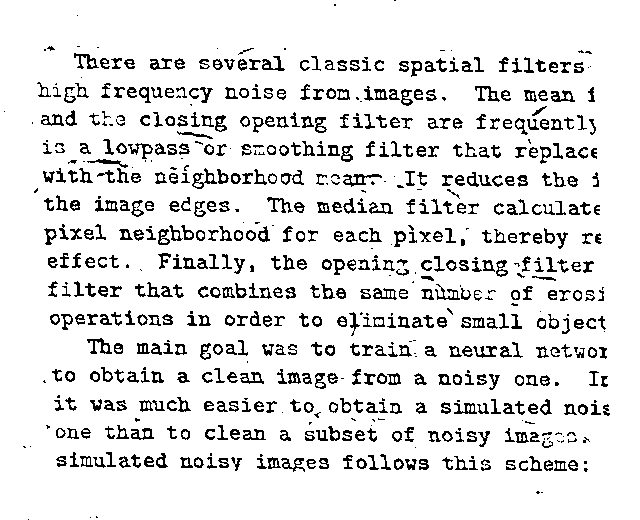 There are several classic spatial filters
high frequency noise from images. The mean f
and the closing opening filter are frequently
is a lowpass or smoothing filter that replace
with the neighborhood mean. It reduces the i
the image edges. The median filter calculate
pixel neighborhood for each pixel, thereby re
effect. Finally, the opening closing filter
filter that combines the same number of erosi
operations in order to eliminate small object
The main goal was to train a neural networ
to obtain a clean image from a noisy one. In
it was much easier to obtain a simulated nois
one than to clean a subset of noisy images.
simulated noisy images follows this scheme: